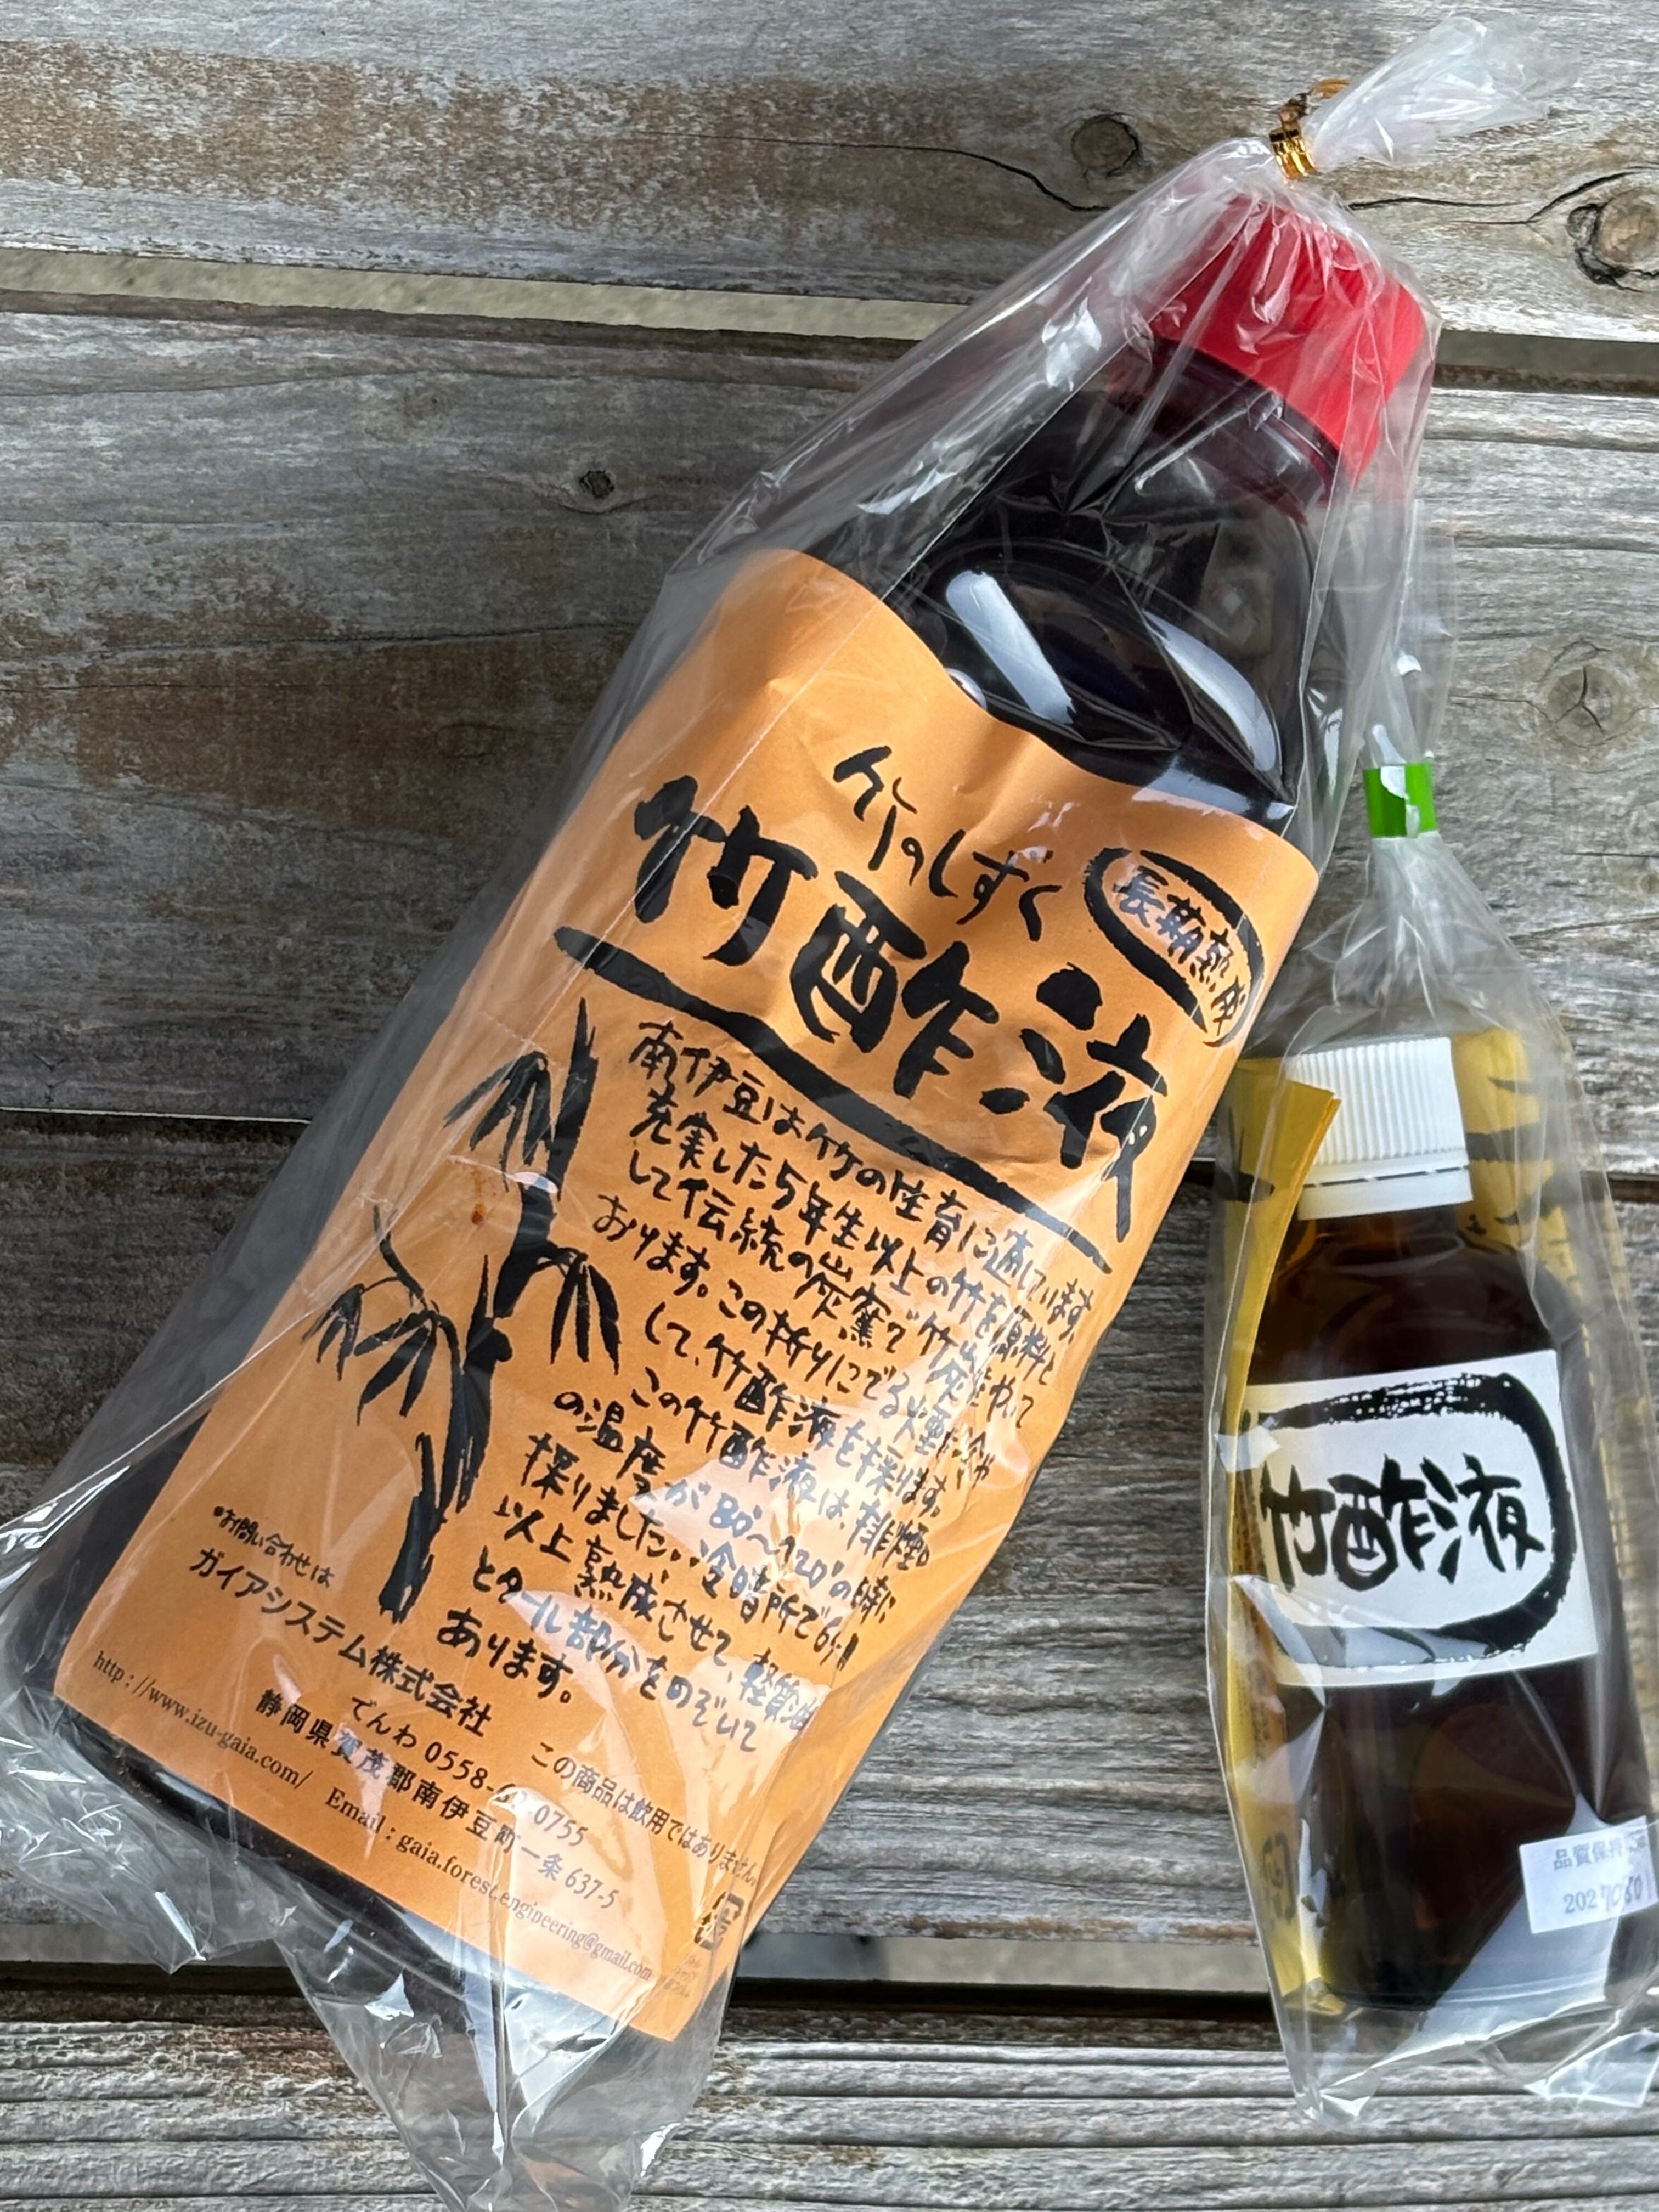 竹のしずく
長期熟成
竹酢液
南伊豆は竹の生育に適しています。
充実した5年生以上の竹を原料と
して伝統の炭窯で竹炭を やいて
おります。この折りにでる煙を冷や
して、竹酢液を採ります。
この竹酢液は、排煙
の温度が80°〜120°の時に
採りました。冷暗所で6ヶ月
以上熟成させて、軽質油
とタール部分をのぞいて
あります。
●お問い合わせは
ガイアシステム株式会社
でんわ 0558-62-0755
静岡県賀茂郡南伊豆町一条 637-5
http://www.izu-gaia.com/
Email : gaia.forest.engineering@gmail.com
この商品は飲用ではありません。
竹酢液
品質保持